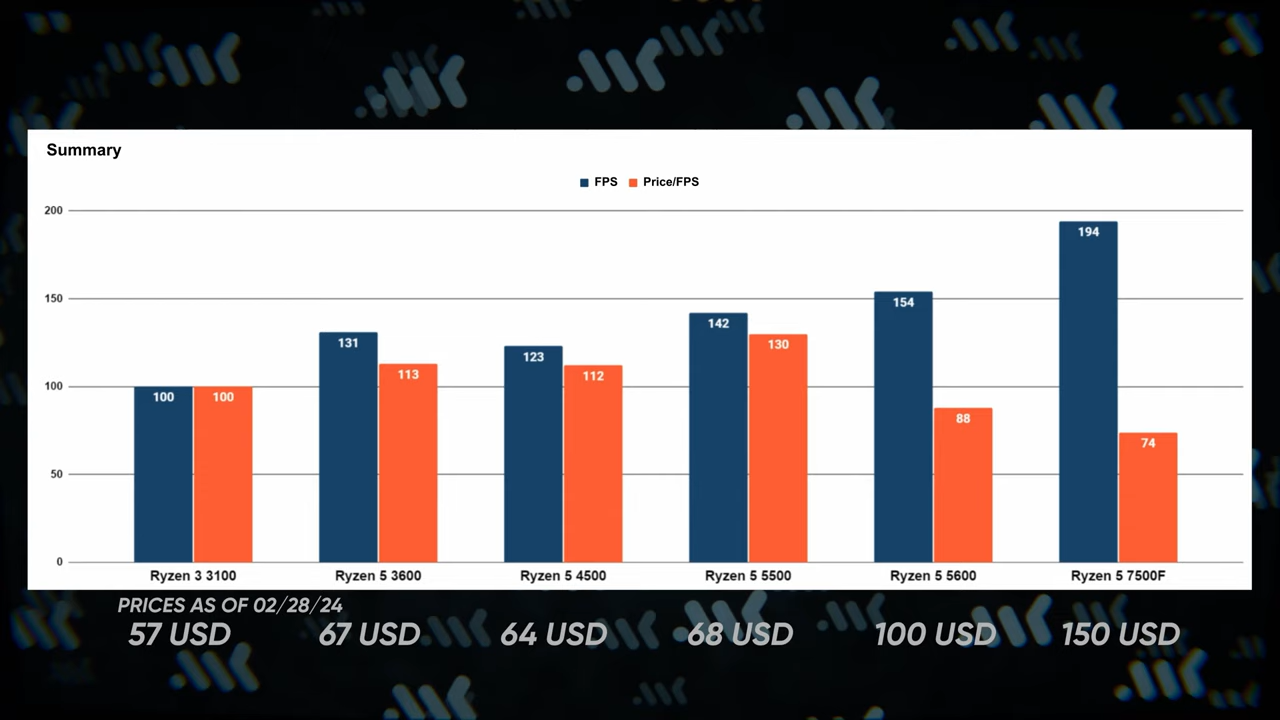 Summary
FPS Price/FPS
200
150
100
50
0
100 100 131 113 123 112 142 130 154 88 194 74
Ryzen 3 3100 Ryzen 5 3600 Ryzen 5 4500 Ryzen 5 5500 Ryzen 5 5600 Ryzen 5 7500F
PRICES AS OF 02/28/24
57 USD 67 USD 64 USD 68 USD 100 USD 150 USD